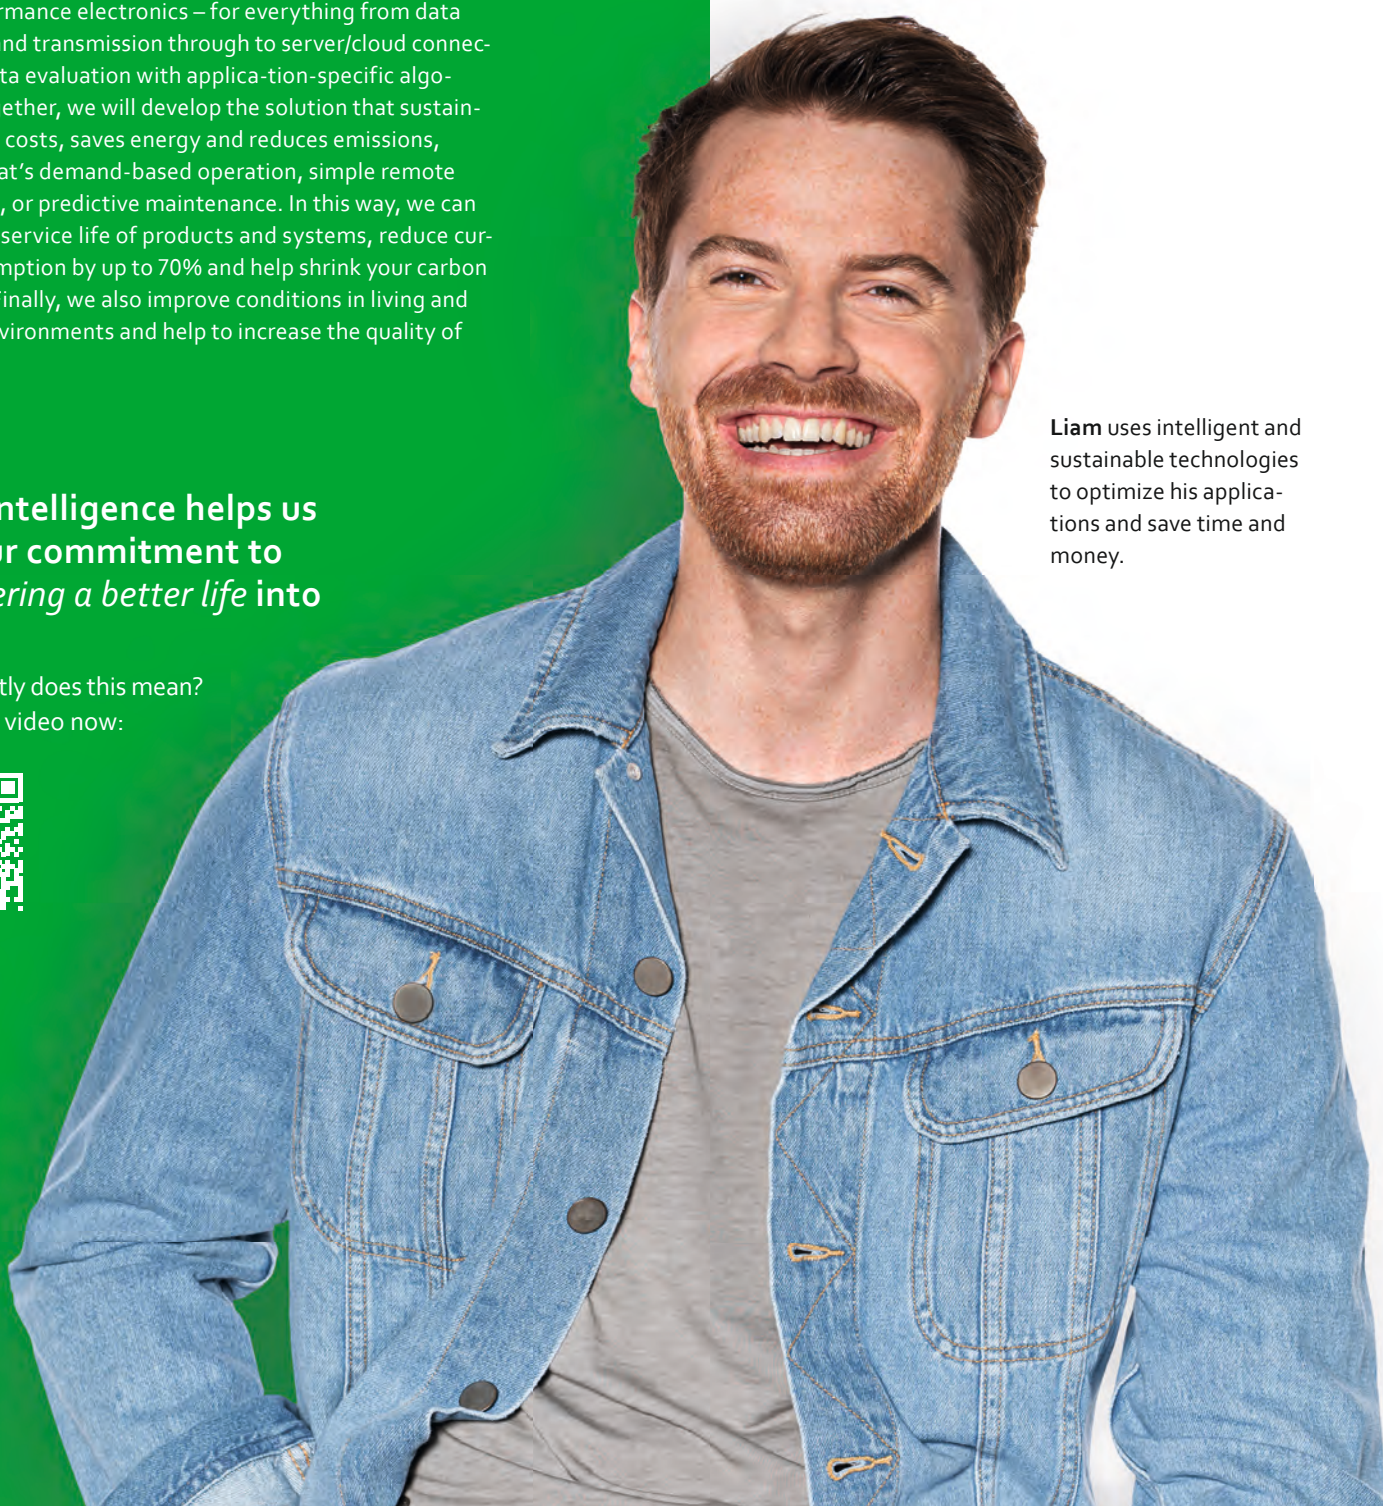 rmance electronics – for everything from data
nd transmission through to server/cloud connec-
ta evaluation with applica-tion-specific algo-
ether, we will develop the solution that sustain-
costs, saves energy and reduces emissions,
at’s demand-based operation, simple remote
, or predictive maintenance. In this way, we can
service life of products and systems, reduce cur-
mption by up to 70% and help shrink your carbon
Finally, we also improve conditions in living and
vironments and help to increase the quality of
Liam uses intelligent and
sustainable technologies
to optimize his applica-
tions and save time and
money.
ntelligence helps us
ur commitment to
ering a better life into
tly does this mean?
video now: